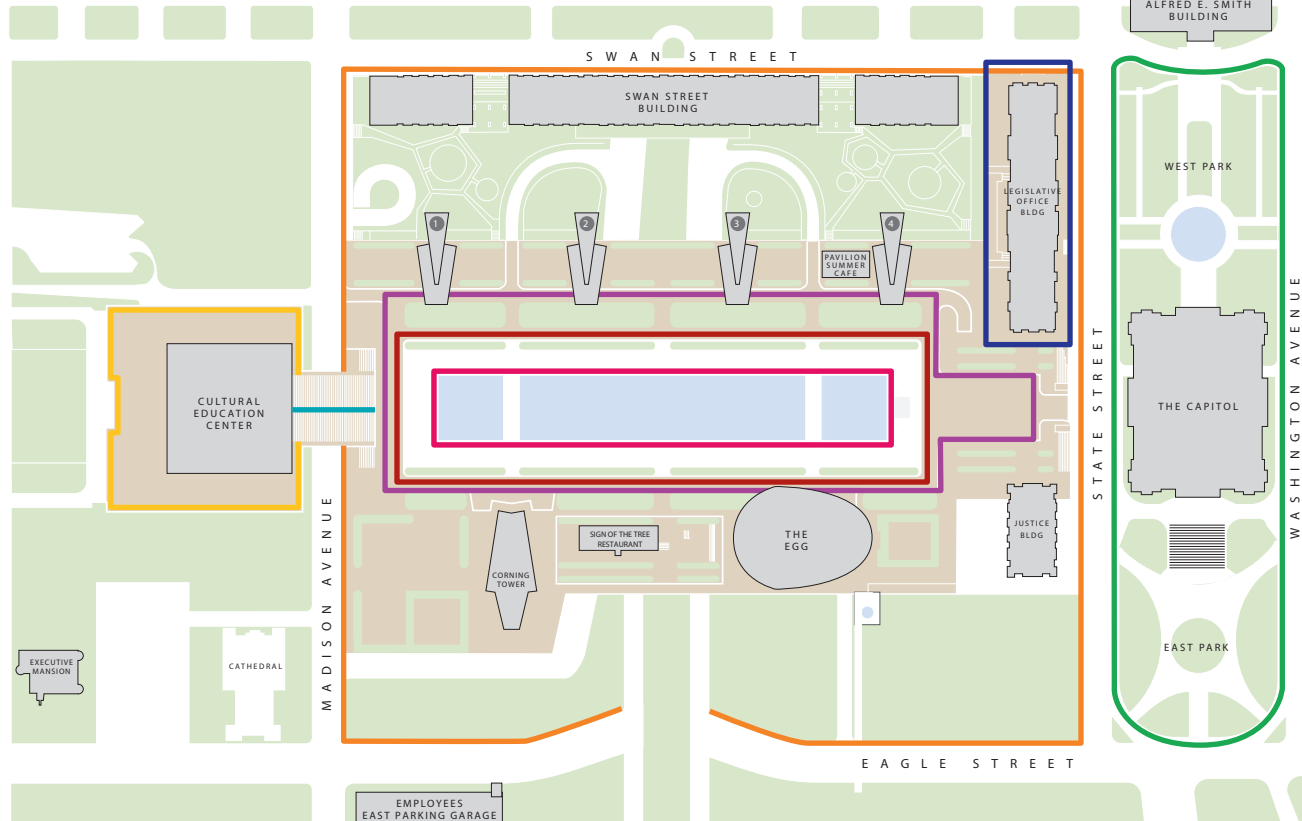 ALFRED E. SMITH
BUILDING
SWAN STREET
SWAN STREET
BUILDING
LEGISLATIVE
OFFICE
BLDG
WEST PARK
1
2
3
4
PAVILION
SUMMER
CAFE
CULTURAL
EDUCATION
CENTER
THE CAPITOL
STATE STREET
WASHINGTON AVENUE
MADISON AVENUE
SIGN OF THE TREE
RESTAURANT
THE
EGG
JUSTICE
BLDG
CORNING
TOWER
EXECUTIVE
MANSION
CATHEDRAL
EAST PARK
EAGLE STREET
EMPLOYEES
EAST PARKING GARAGE